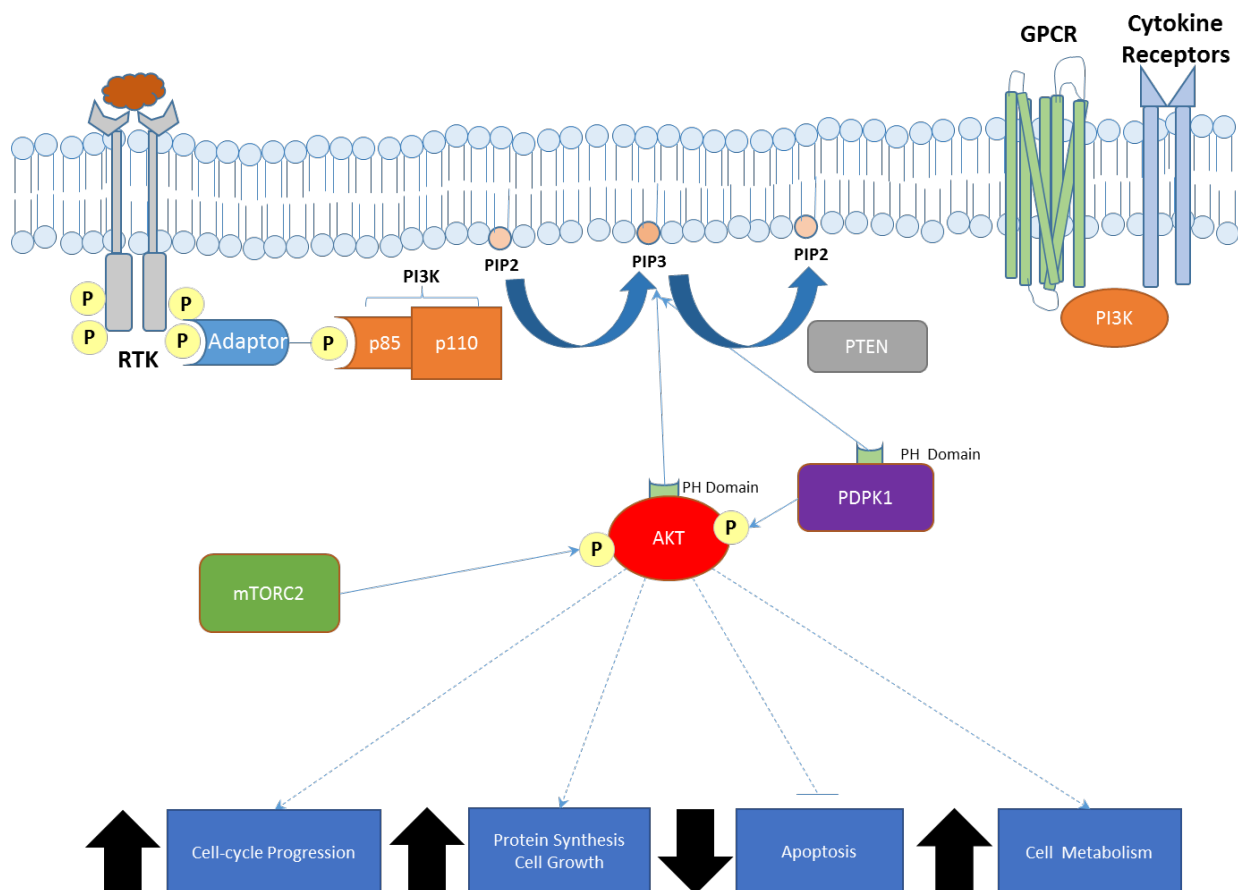 GPCR
Cytokine
Receptors
PIP2
PIP3
PIP2
PI3K
P
P
P
P
RTK
Adaptor
P
p85
p110
PTEN
PI3K
PH Domain
PH  Domain
PDPK1
AKT
P
P
mTORC2
Cell-cycle Progression
Protein Synthesis
Cell Growth
Apoptosis
Cell  Metabolism